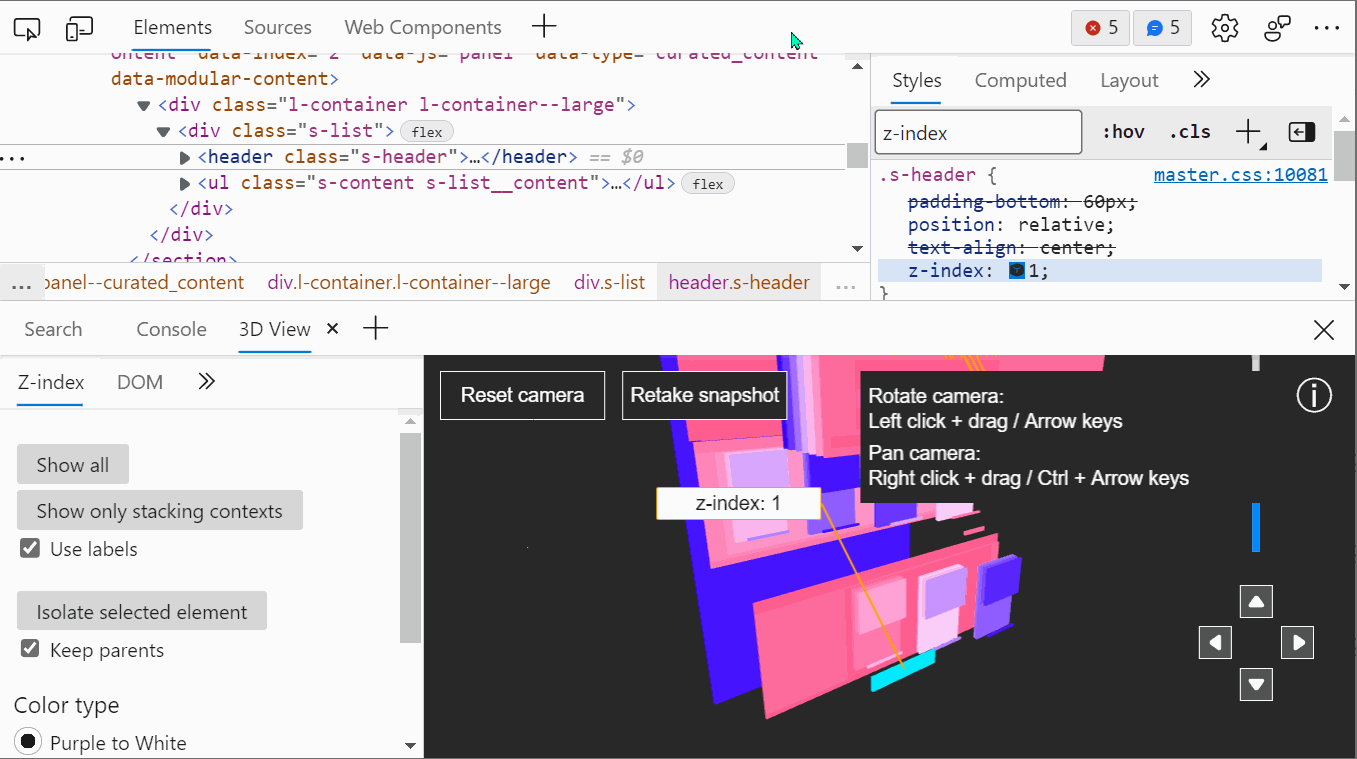 Elements Sources Web Components
5 5
ontent" data-index="2" data-js="panel" data-type="curated_content"
data-modular-content>
▼ <div class="l-container l-container--large">
▼ <div class="s-list"> flex
... ▶ <header class="s-header">…</header> == $0
▶ <ul class="s-content s-list__content">…</ul> flex
</div>
</div>
</section>
... panel--curated_content div.l-container.l-container--large div.s-list header.s-header ...
Styles Computed Layout
z-index :hov .cls
.s-header { master.css:10081
padding-bottom: 60px;
position: relative;
text-align: center;
z-index: 1;
}
Search Console 3D View
Z-index DOM
Show all
Show only stacking contexts
Use labels
Isolate selected element
Keep parents
Color type
Purple to White
Reset camera Retake snapshot
Rotate camera:
Left click + drag / Arrow keys
Pan camera:
Right click + drag / Ctrl + Arrow keys
z-index: 1